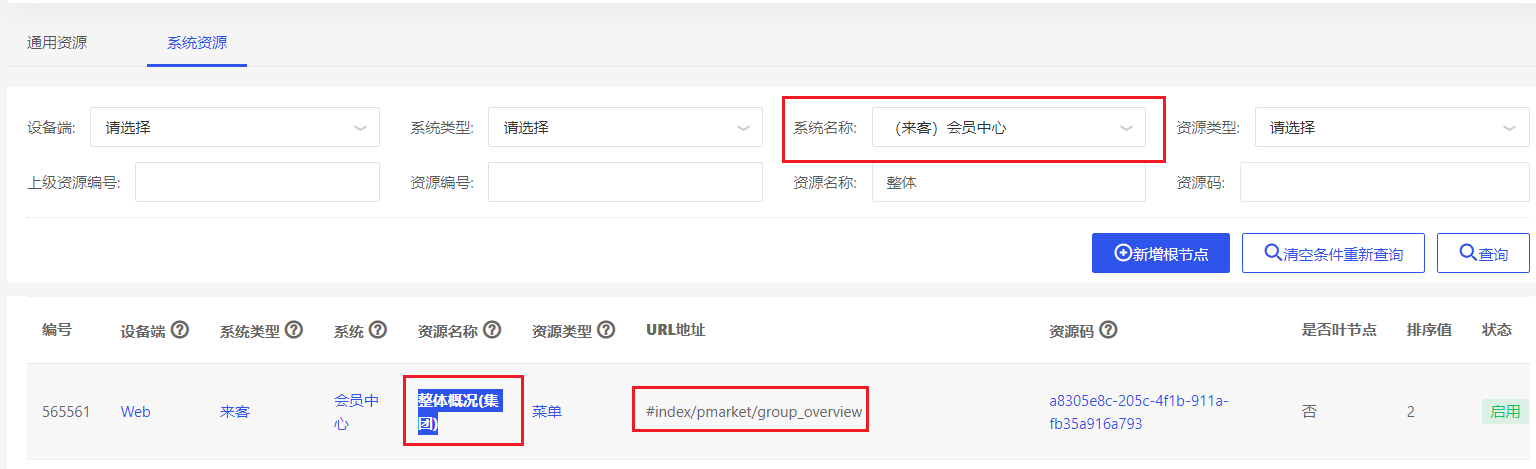 通用资源 系统资源
设备端: 请选择 系统类型: 请选择 系统名称: （来客）会员中心 资源类型: 请选择
上级资源编号: 资源编号: 资源名称: 整体 资源码:
新增根节点 清空条件重新查询 查询
编号 设备端 系统类型 系统 资源名称 资源类型 URL地址 资源码 是否叶节点 排序值 状态
565561 Web 来客 会员中 整体概况(集 菜单 #index/pmarket/group_overview a8305e8c-205c-4f1b-911a- 否 2 启用
心 团) fb35a916a793